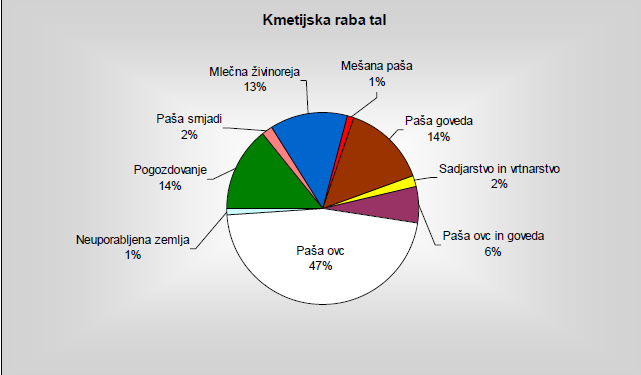 Kmetijska raba tal
Mlečna živinoreja
13%
Mešana paša
1%
Paša srnjadi
2%
Paša goveda
14%
Pogozdovanje
14%
Sadjarstvo in vrtnarstvo
2%
Neuporabljena zemlja
1%
Paša ovc in goveda
6%
Paša ovc
47%